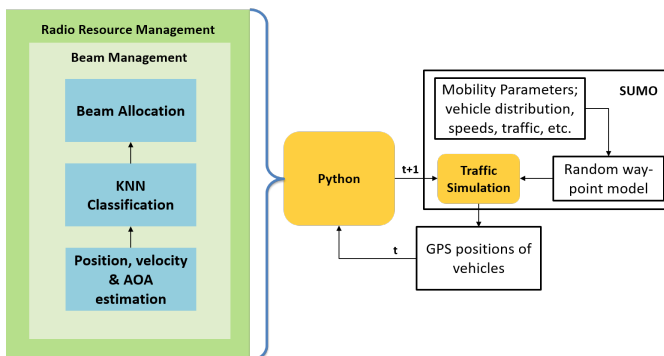 Radio Resource Management
Beam Management
Beam Allocation
KNN
Classification
Position, velocity
& AOA
estimation
Python
t+1
t
SUMO
Mobility Parameters;
vehicle distribution,
speeds, traffic, etc.
Traffic
Simulation
Random way-
point model
GPS positions of
vehicles